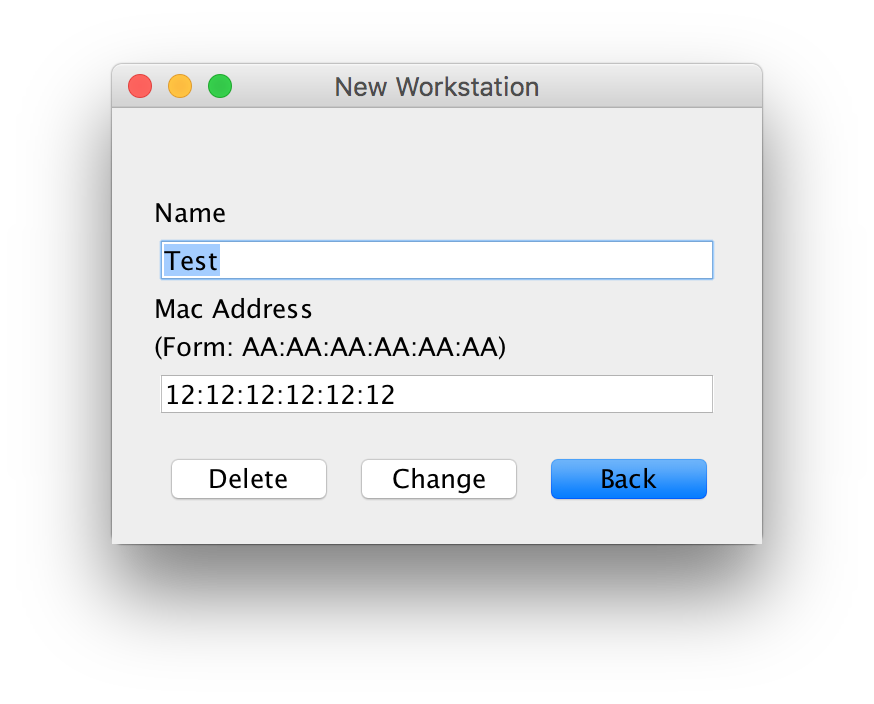 New Workstation
Name
Test
Mac Address
(Form: AA:AA:AA:AA:AA:AA)
12:12:12:12:12:12
Delete Change Back